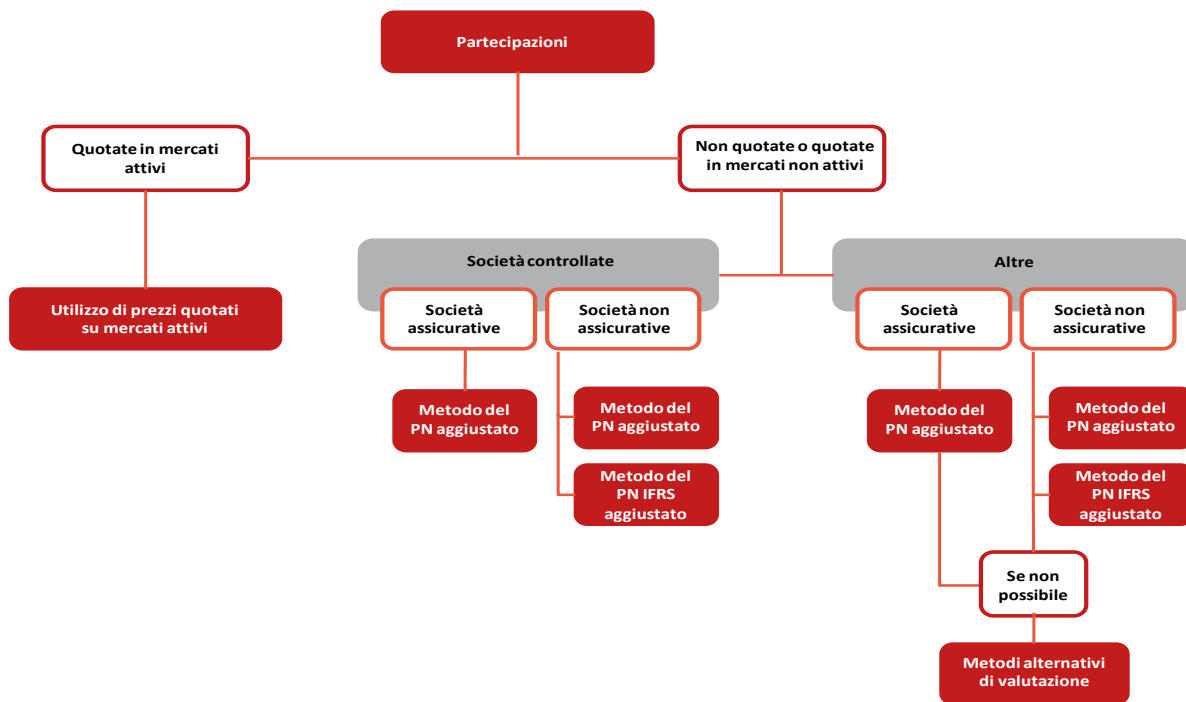 Partecipazioni
Quotate in mercati
attivi
Non quotate o quotate
in mercati non attivi
Utilizzo di prezzi quotati
su mercati attivi
Società controllate
Altre
Società
assicurative
Società non
assicurative
Società
assicurative
Società non
assicurative
Metodo del
PN aggiustato
Metodo del
PN aggiustato
Metodo del
PN aggiustato
Metodo del
PN aggiustato
Metodo del
PN IFRS
aggiustato
Metodo del
PN IFRS
aggiustato
Se non
possibile
Metodi alternativi
di valutazione